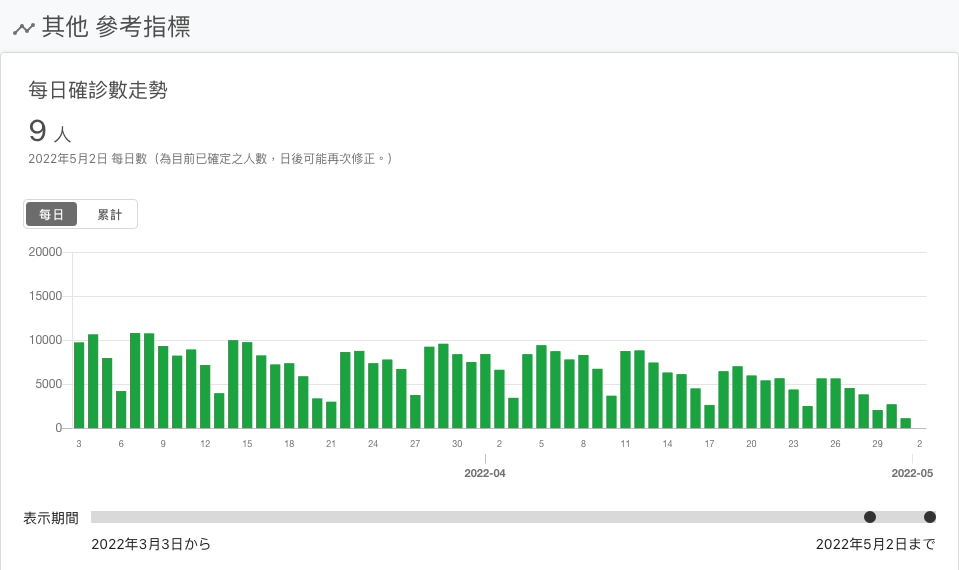 其他 參考指標
每日確診數走勢
9 人
2022年5月2日 每日數（為目前已確定之人數，日後可能再次修正。）
每日 累計
20000
15000
10000
5000
0
3 6 9 12 15 18 21 24 27 30 2 5 8 11 14 17 20 23 26 29 2
2022-04 2022-05
表示期間
2022年3月3日から 2022年5月2日まで